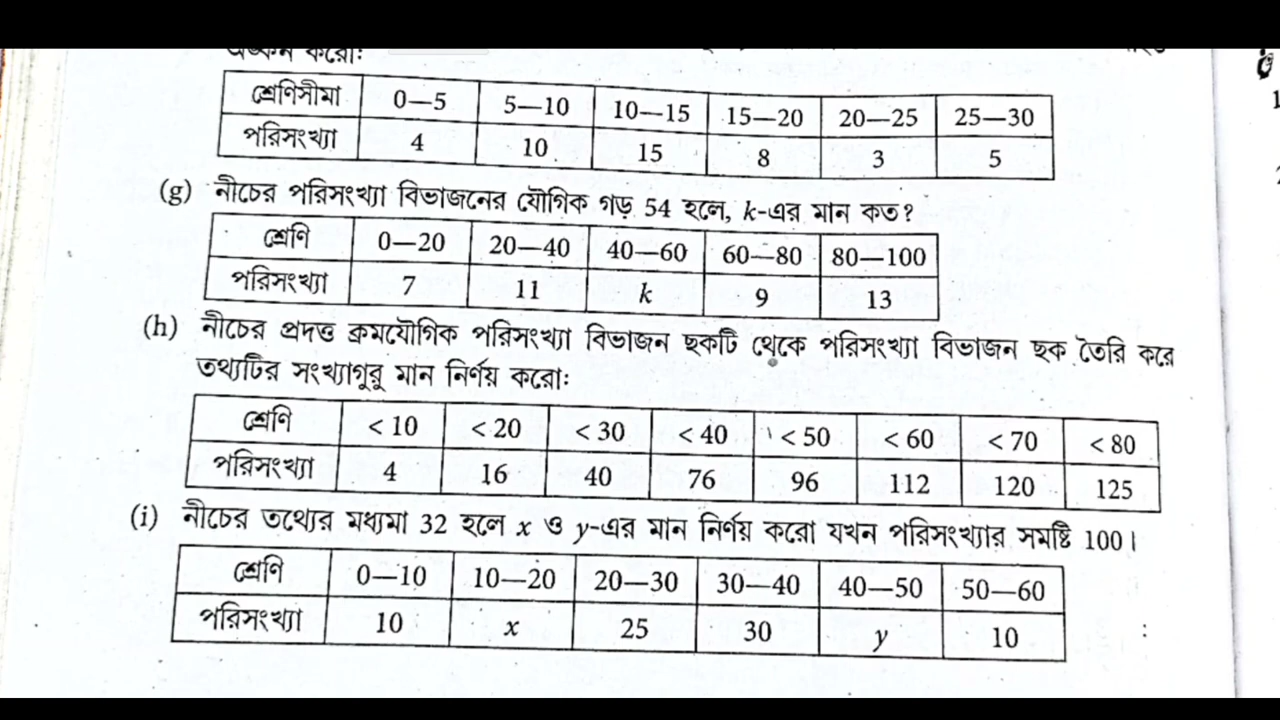 অঙ্কন করো:
শ্রেণিসীমা 0—5 5—10 10—15 15—20 20—25 25—30
পরিসংখ্যা 4 10 15 8 3 5
(g) নীচের পরিসংখ্যা বিভাজনের যৌগিক গড় 54 হলে, k-এর মান কত?
শ্রেণি 0—20 20—40 40—60 60—80 80—100
পরিসংখ্যা 7 11 k 9 13
(h) নীচের প্রদত্ত ক্রমযৌগিক পরিসংখ্যা বিভাজন ছকটি থেকে পরিসংখ্যা বিভাজন ছক তৈরি করে
তথ্যটির সংখ্যাগুরু মান নির্ণয় করো:
শ্রেণি < 10 < 20 < 30 < 40 < 50 < 60 < 70 < 80
পরিসংখ্যা 4 16 40 76 96 112 120 125
(i) নীচের তথ্যের মধ্যমা 32 হলে x ও y-এর মান নির্ণয় করো যখন পরিসংখ্যার সমষ্টি 100।
শ্রেণি 0—10 10—20 20—30 30—40 40—50 50—60
পরিসংখ্যা 10 x 25 30 y 10